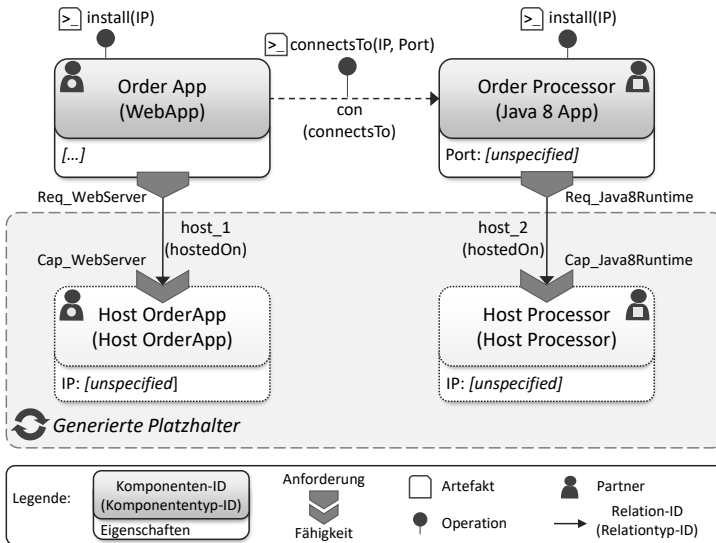 >_ install(IP)
>_ connectsTo(IP, Port)
>_ install(IP)
Order App
(WebApp)
[...]
con
(connectsTo)
Order Processor
(Java 8 App)
Port: [unspecified]
Req_WebServer
Req_Java8Runtime
host_1
(hostedOn)
host_2
(hostedOn)
Cap_WebServer
Cap_Java8Runtime
Host OrderApp
(Host OrderApp)
IP: [unspecified]
Host Processor
(Host Processor)
IP: [unspecified]
Generierte Platzhalter
Legende:
Komponenten-ID
(Komponententyp-ID)
Eigenschaften
Anforderung
Fähigkeit
Artefakt
Operation
Partner
Relation-ID
(Relationtyp-ID)